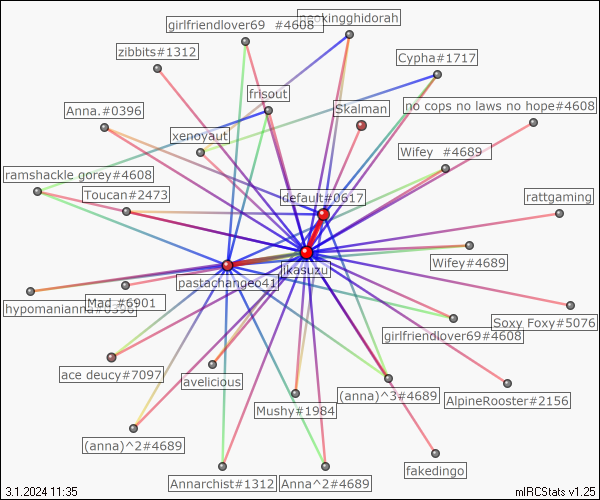 girlfriendlover69 #4608
neokingghidorah
zibbits#1312
Cypha#1717
frisout
Skalman
no cops no laws no hope#4608
Anna.#0396
xenoyaut
Wifey #4689
ramshackle gorey#4608
Toucan#2473
default#0617
rattgaming
Wifey#4689
jkasuzu
pastachangeo41
hypomanianna#0396
Mad #6901
Soxy Foxy#5076
girlfriendlover69#4608
ace deucy#7097
avelicious
(anna)^3#4689
AlpineRooster#2156
Mushy#1984
(anna)^2#4689
fakedingo
Annarchist#1312
Anna^2#4689
3.1.2024 11:35
mIRCStats v1.25